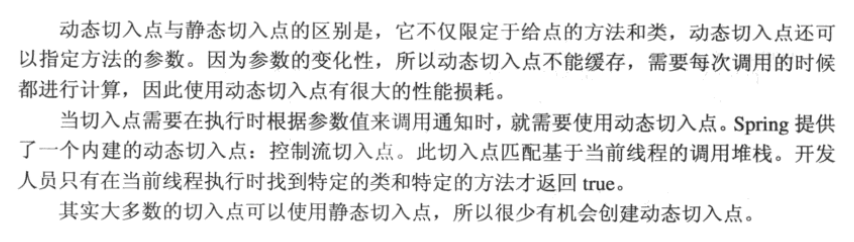 动态切入点与静态切入点的区别是，它不仅限定于给点的方法和类，动态切入点还可
以指定方法的参数。因为参数的变化性，所以动态切入点不能缓存，需要每次调用的时候
都进行计算，因此使用动态切入点有很大的性能损耗。
当切入点需要在执行时根据参数值来调用通知时，就需要使用动态切入点。Spring 提供
了一个内建的动态切入点：控制流切入点。此切入点匹配基于当前线程的调用堆栈。开发
人员只有在当前线程执行时找到特定的类和特定的方法才返回 true。
其实大多数的切入点可以使用静态切入点，所以很少有机会创建动态切入点。